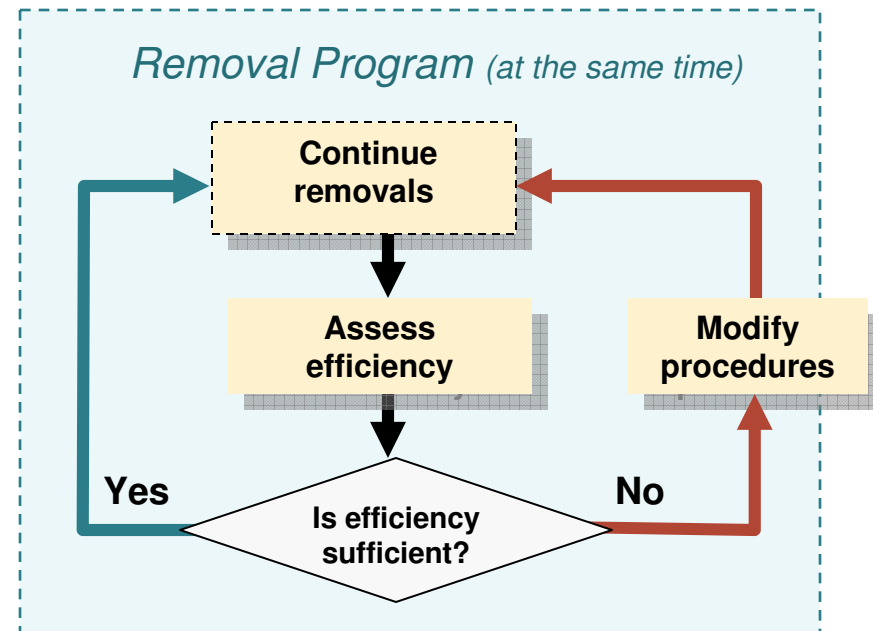 Removal Program (at the same time)
Continue
removals
Assess
efficiency
Modify
procedures
Yes
No
Is efficiency
sufficient?